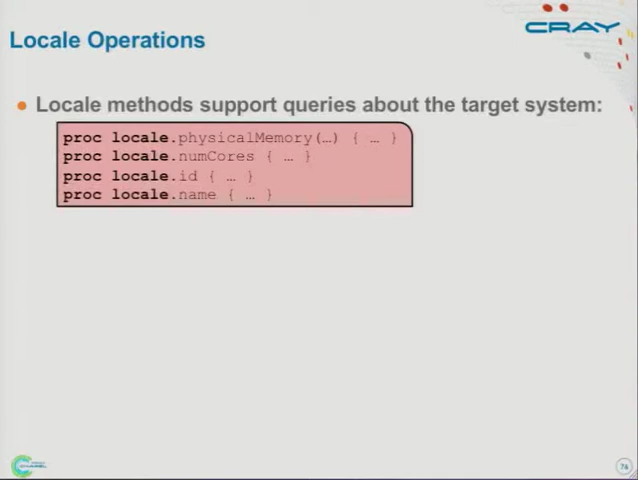 Locale Operations
CRAY
Locale methods support queries about the target system:
proc locale.physicalMemory(…) { … }
proc locale.numCores { … }
proc locale.id { … }
proc locale.name { … }
76